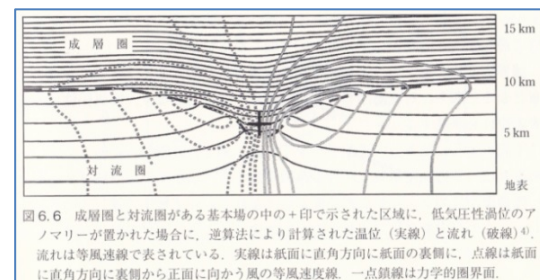 成層圏
15 km
10 km
5 km
対流圏
地表
図6.6 成層圏と対流圏がある基本場の中の+印で示された区域に，低気圧性渦位のア
ノマリーが置かれた場合に，逆算法により計算された温位（実線）と流れ（破線）⁴⁾．
流れは等風速線で表されている．実線は紙面に直角方向に紙面の裏側に，点線は紙面
に直角方向に裏側から正面に向かう風の等風速度線．一点鎖線は力学的圏界面．